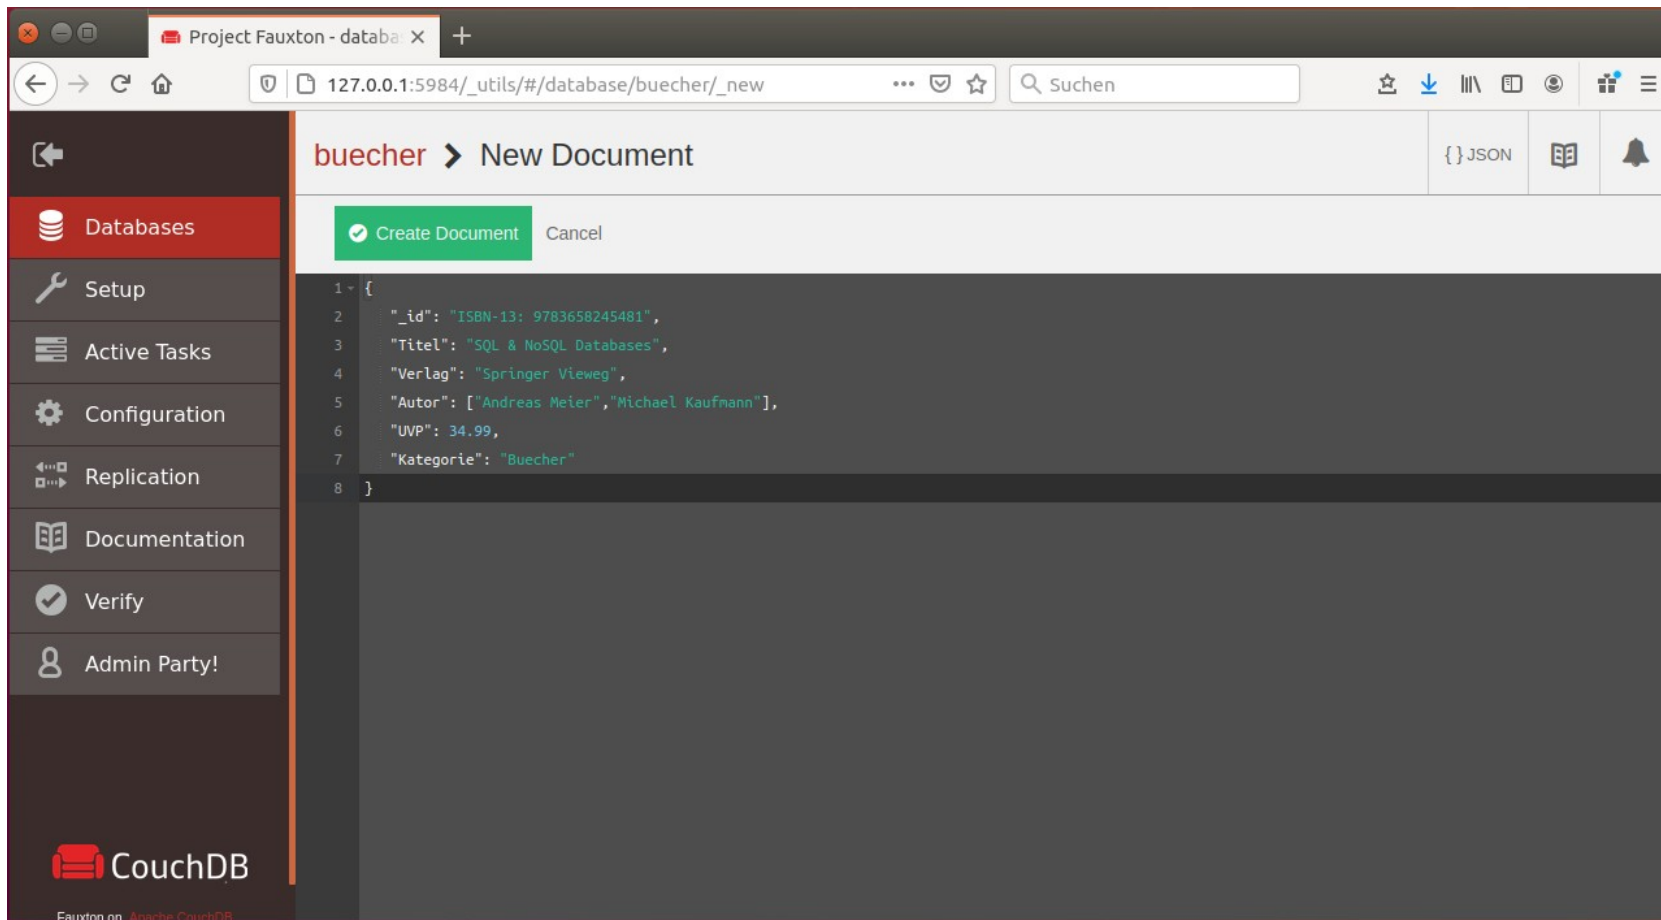 Project Fauxton - databa
127.0.0.1:5984/_utils/#/database/buecher/_new
Suchen
buecher New Document
{ } JSON
Databases
Setup
Active Tasks
Configuration
Replication
Documentation
Verify
Admin Party!
CouchDB
Fauxton on Apache CouchDB
Create Document Cancel
1 {
2 "_id": "ISBN-13: 9783658245481",
3 "Titel": "SQL & NoSQL Databases",
4 "Verlag": "Springer Vieweg",
5 "Autor": ["Andreas Meier","Michael Kaufmann"],
6 "UVP": 34.99,
7 "Kategorie": "Buecher"
8 }